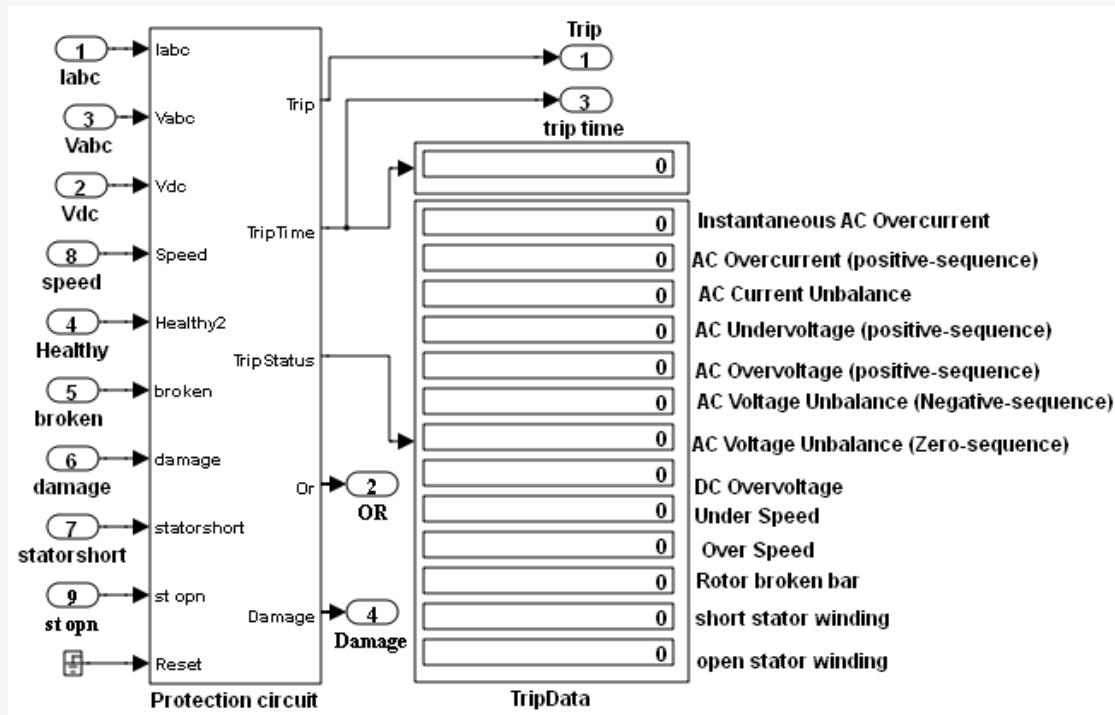 1
Iabc
3
Vabc
2
Vdc
8
speed
4
Healthy
5
broken
6
damage
7
statorshort
9
st opn
Iabc
Vabc
Vdc
Speed
Healthy2
broken
damage
statorshort
st opn
Reset
Trip
TripTime
TripStatus
Or
Damage
Protection circuit
Trip
1
3
trip time
2
OR
4
Damage
0
0 Instantaneous AC Overcurrent
0 AC Overcurrent (positive-sequence)
0 AC Current Unbalance
0 AC Undervoltage (positive-sequence)
0 AC Overvoltage (positive-sequence)
0 AC Voltage Unbalance (Negative-sequence)
0 AC Voltage Unbalance (Zero-sequence)
0 DC Overvoltage
0 Under Speed
0 Over Speed
0 Rotor broken bar
0 short stator winding
0 open stator winding
TripData